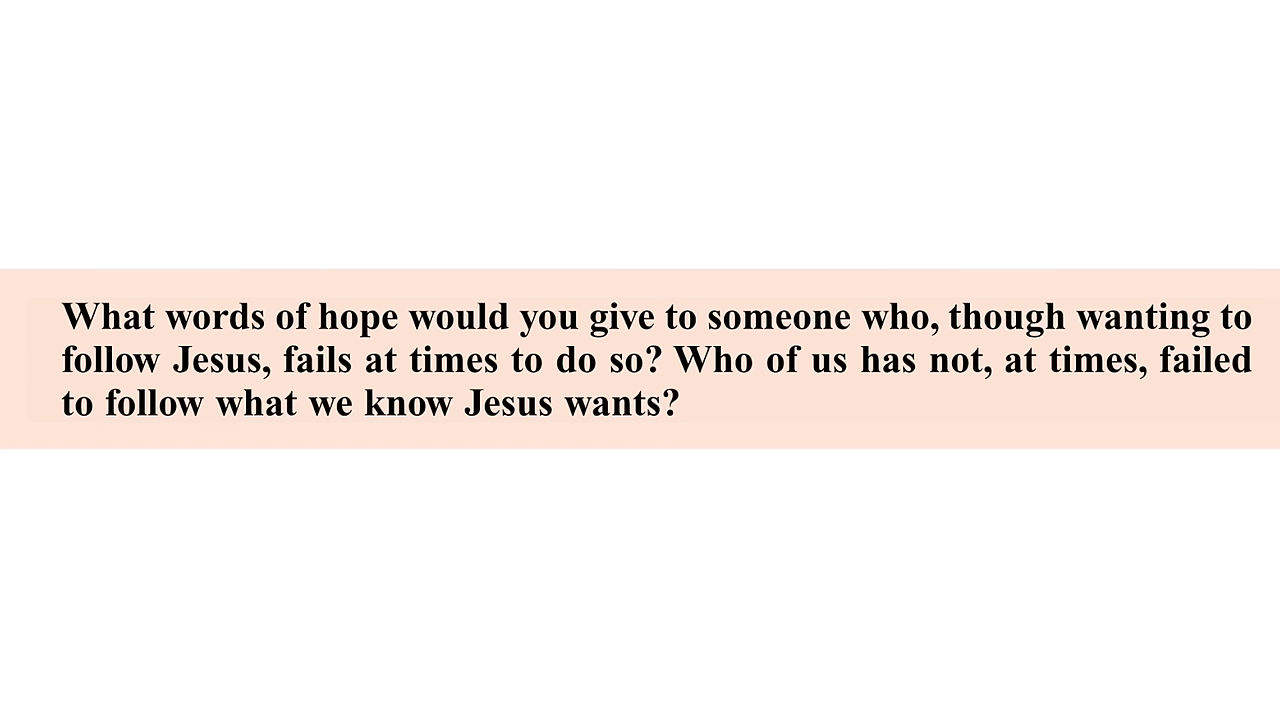 What words of hope would you give to someone who, though wanting to
follow Jesus, fails at times to do so? Who of us has not, at times, failed
to follow what we know Jesus wants?